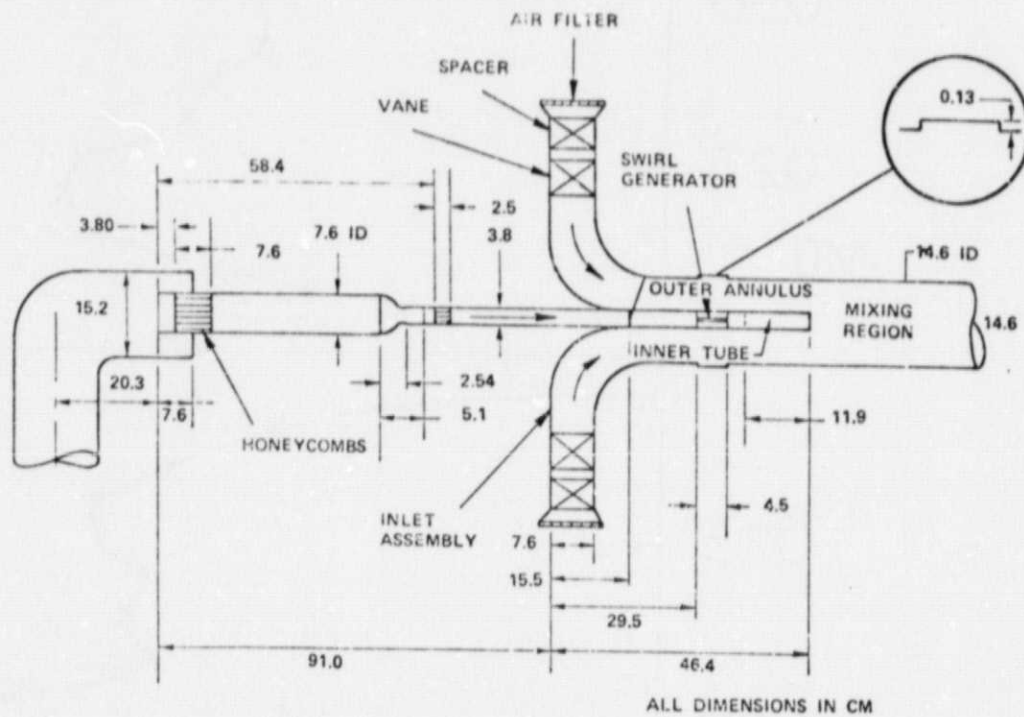 AIR FILTER
SPACER
VANE
0.13
58.4
SWIRL
GENERATOR
2.5
3.80
7.6
7.6 ID
3.8
14.6 ID
15.2
OUTER ANNULUS
MIXING
REGION
14.6
INNER TUBE
20.3
2.54
7.6
5.1
11.9
HONEYCOMBS
4.5
INLET
ASSEMBLY
7.6
15.5
29.5
91.0
46.4
ALL DIMENSIONS IN CM